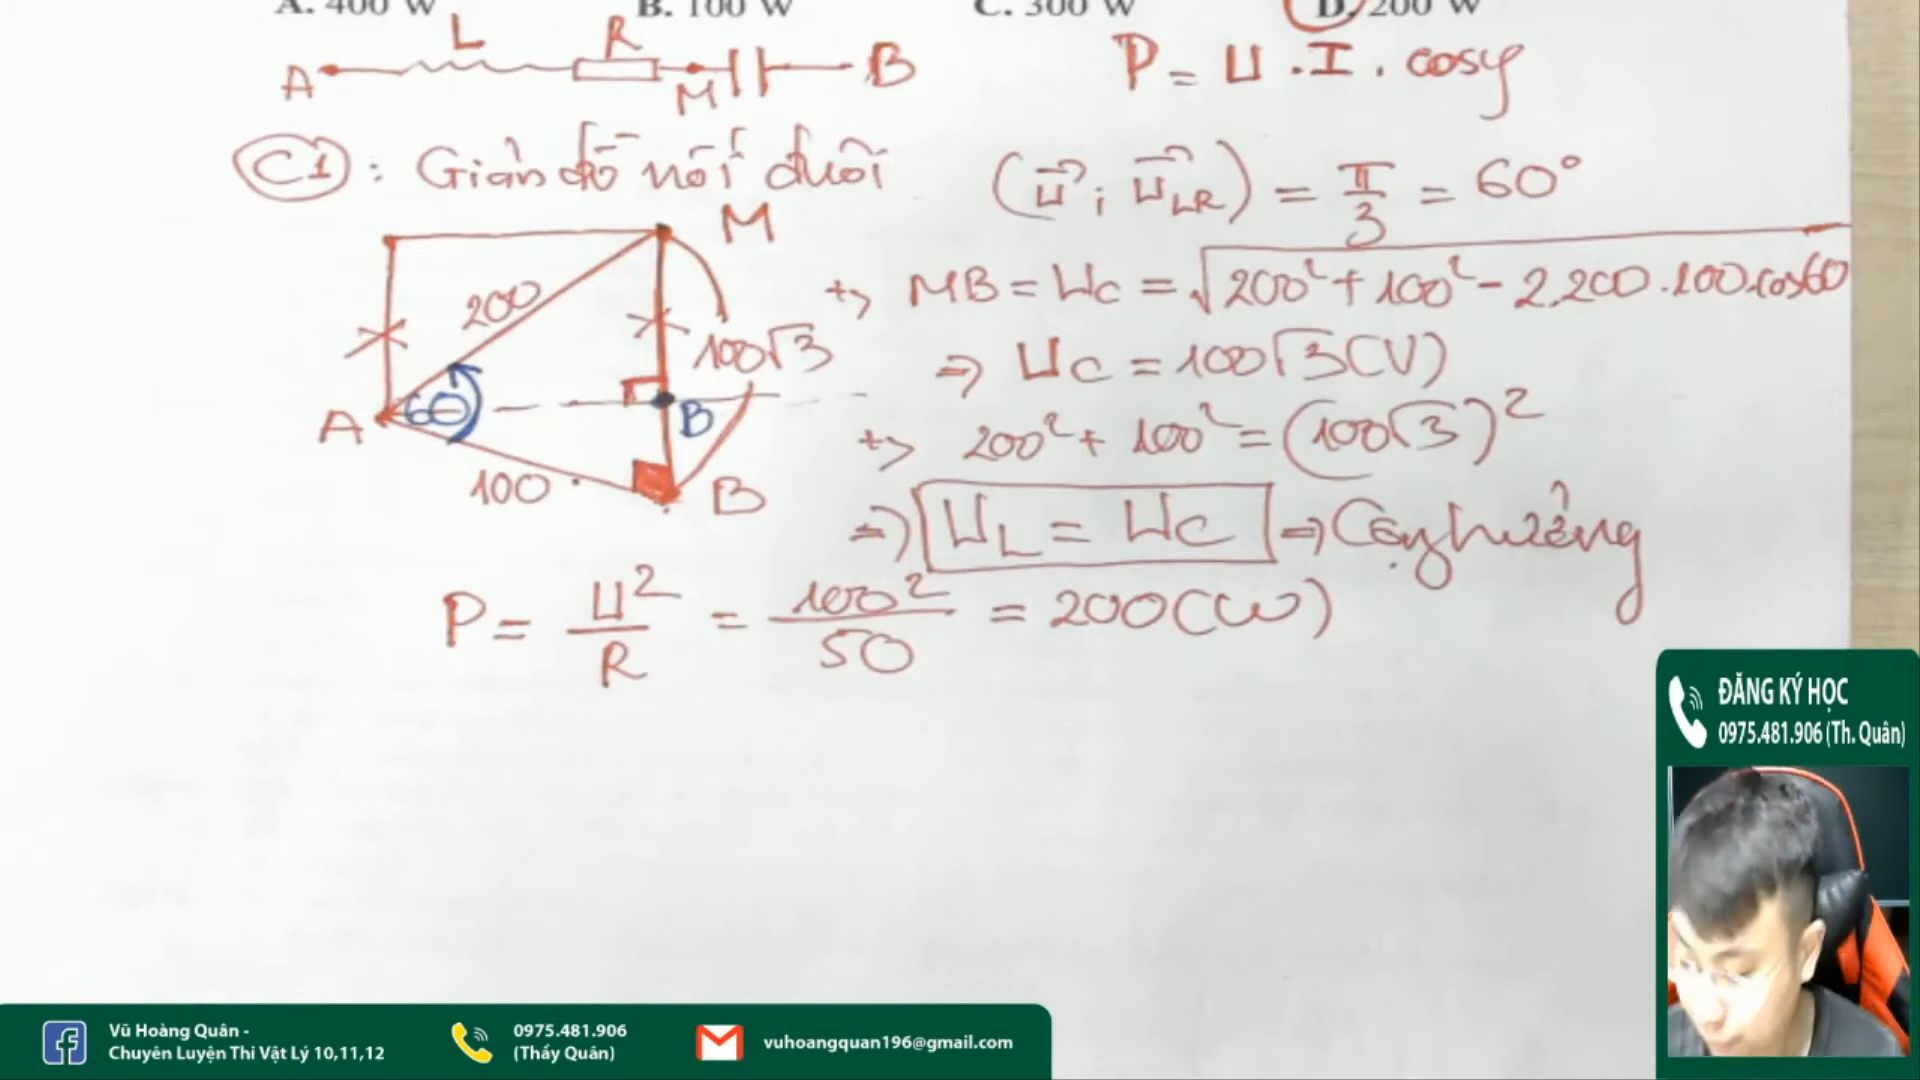 A. 400 W B. 100 W C. 300 W D. 200 W
L R
A M B
P = U . I . cosφ
C1 : Giản đồ nối đuôi
(U⃗ ; U⃗LR) = π/3 = 60°
M
200
100√3
A 60 B
100 B
+> MB = UC = √200² + 100² - 2.200.100.cos60
=> UC = 100√3 (V)
+> 200² + 100² = (100√3)²
=> UL = UC => Cộng hưởng
P = U²/R = 100²/50 = 200 (W)
ĐĂNG KÝ HỌC
0975.481.906 (Th. Quân)
Vũ Hoàng Quân -
Chuyên Luyện Thi Vật Lý 10,11,12
0975.481.906
(Thầy Quân)
vuhoangquan196@gmail.com